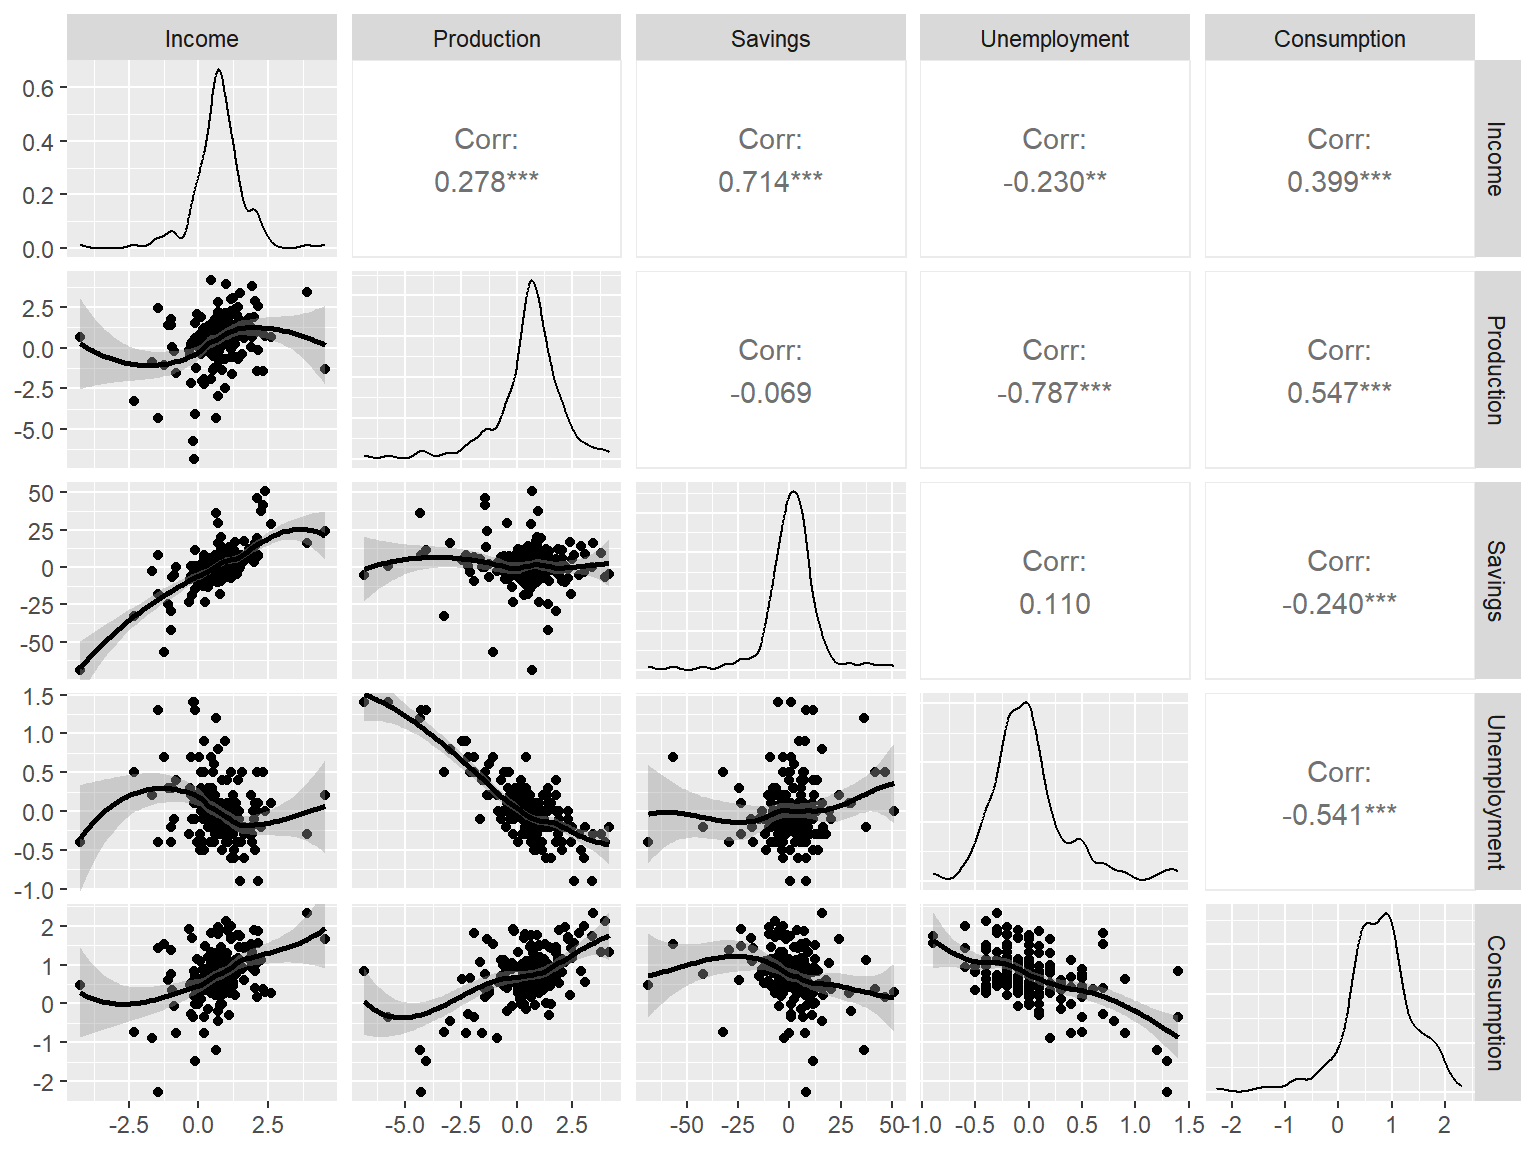 Income Production Savings Unemployment Consumption
0.6
0.4
0.2
0.0
Corr:
0.278***
Corr:
0.714***
Corr:
-0.230**
Corr:
0.399***
Income
2.5
0.0
-2.5
-5.0
Corr:
-0.069
Corr:
-0.787***
Corr:
0.547***
Production
50
25
0
-25
-50
Corr:
0.110
Corr:
-0.240***
Savings
1.5
1.0
0.5
0.0
-0.5
-1.0
Corr:
-0.541***
Unemployment
2
1
0
-1
-2
Consumption
-2.5 0.0 2.5 -5.0 -2.5 0.0 2.5 -50 -25 0 25 50 -1.0 -0.5 0.0 0.5 1.0 1.5 -2 -1 0 1 2